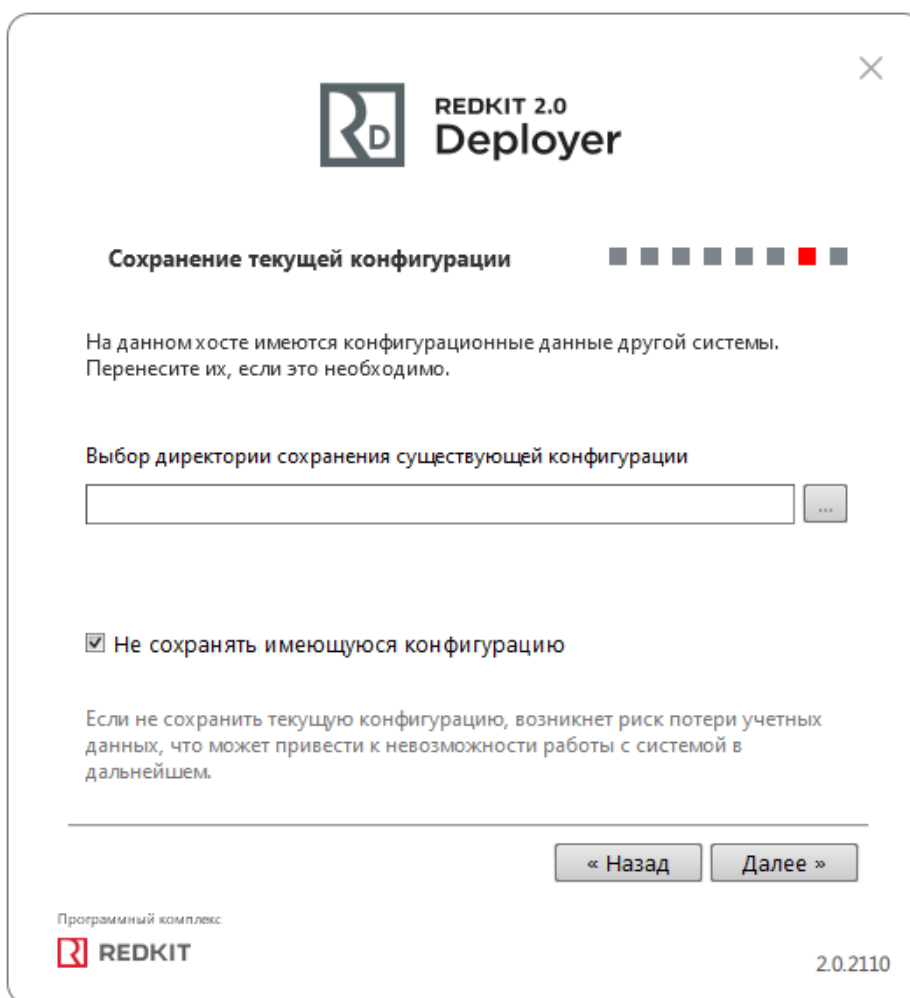 REDKIT 2.0
RD Deployer
Сохранение текущей конфигурации
На данном хосте имеются конфигурационные данные другой системы.
Перенесите их, если это необходимо.
Выбор директории сохранения существующей конфигурации
...
Не сохранять имеющуюся конфигурацию
Если не сохранить текущую конфигурацию, возникнет риск потери учетных
данных, что может привести к невозможности работы с системой в
дальнейшем.
« Назад Далее »
Программный комплекс
R REDKIT
2.0.2110